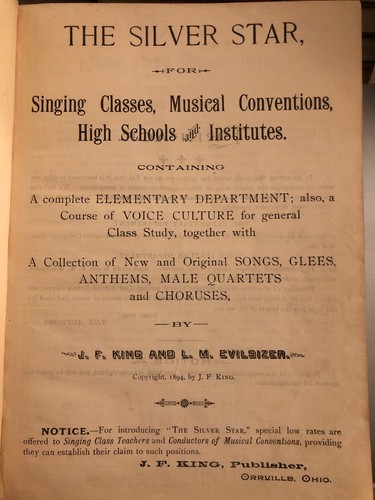 THE SILVER STAR,
FOR
Singing Classes, Musical Conventions,
High Schools and Institutes.
CONTAINING
A complete ELEMENTARY DEPARTMENT; also, a
Course of VOICE CULTURE for general
Class Study, together with
A Collection of New and Original SONGS, GLEES,
ANTHEMS, MALE QUARTETS
and CHORUSES,
—BY—
J. F. KING AND L. M. EVILSIZER.
Copyright, 1894, by J. F. KING.
NOTICE.—For introducing "THE SILVER STAR," special low rates are
offered to Singing Class Teachers and Conductors of Musical Conventions, providing
they can establish their claim to such positions.
J. F. KING, Publisher,
ORRVILLE, OHIO.